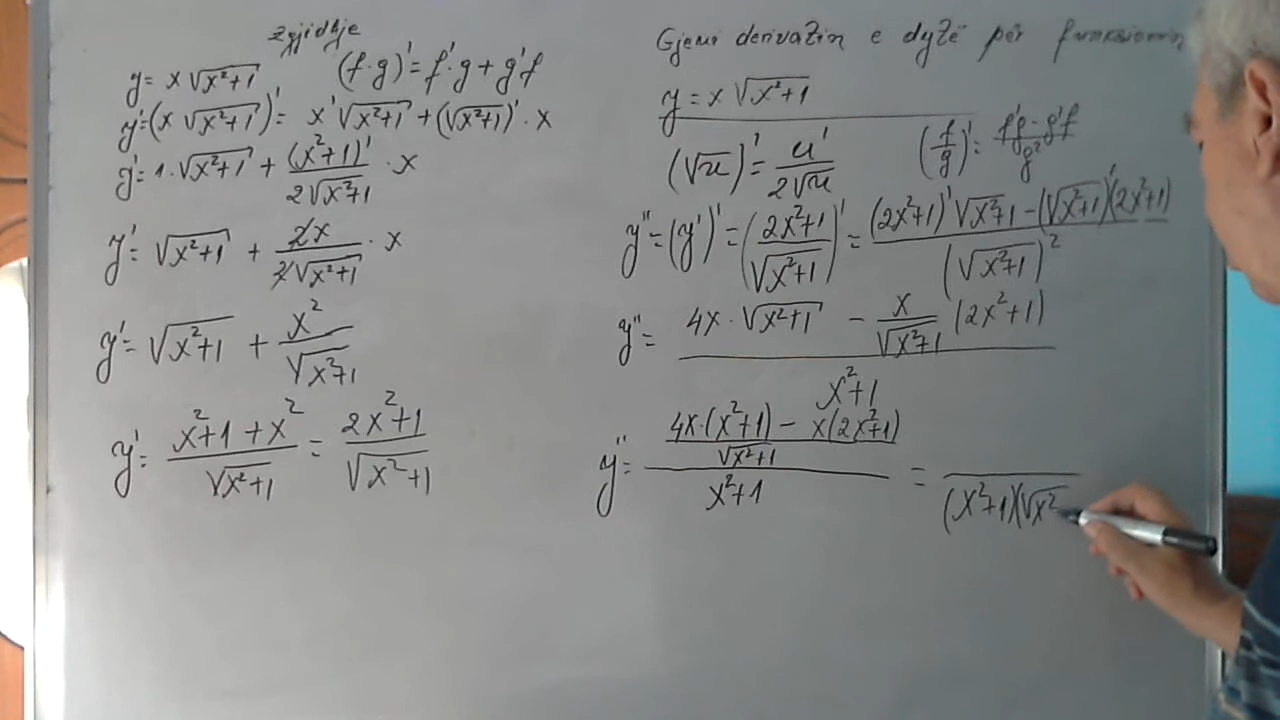 Zgjidhje
y = x √(x²+1)   (f·g)' = f'·g + g'f
y' = (x √(x²+1))' = x'√(x²+1) + (√(x²+1))' · x
y' = 1·√(x²+1) + (x²+1)'/(2√(x²+1)) · x
y' = √(x²+1) + 2x/(2√(x²+1)) · x
y' = √(x²+1) + x²/√(x²+1)
y' = (x²+1+x²)/√(x²+1) = (2x²+1)/√(x²+1)
Gjeni derivatin e dytë për funksionin
y = x √(x²+1)
(√u)' = u'/(2√u)   (f/g)' = (f'g - g'f)/g²
y'' = (y')' = ((2x²+1)/√(x²+1))' = ((2x²+1)'√(x²+1) - (√(x²+1))'(2x²+1))/(√(x²+1))²
y'' = (4x·√(x²+1) - x/√(x²+1) (2x²+1))/(x²+1)
y'' = ((4x·(x²+1) - x(2x²+1))/√(x²+1))/(x²+1) = /(x²+1)(√x²